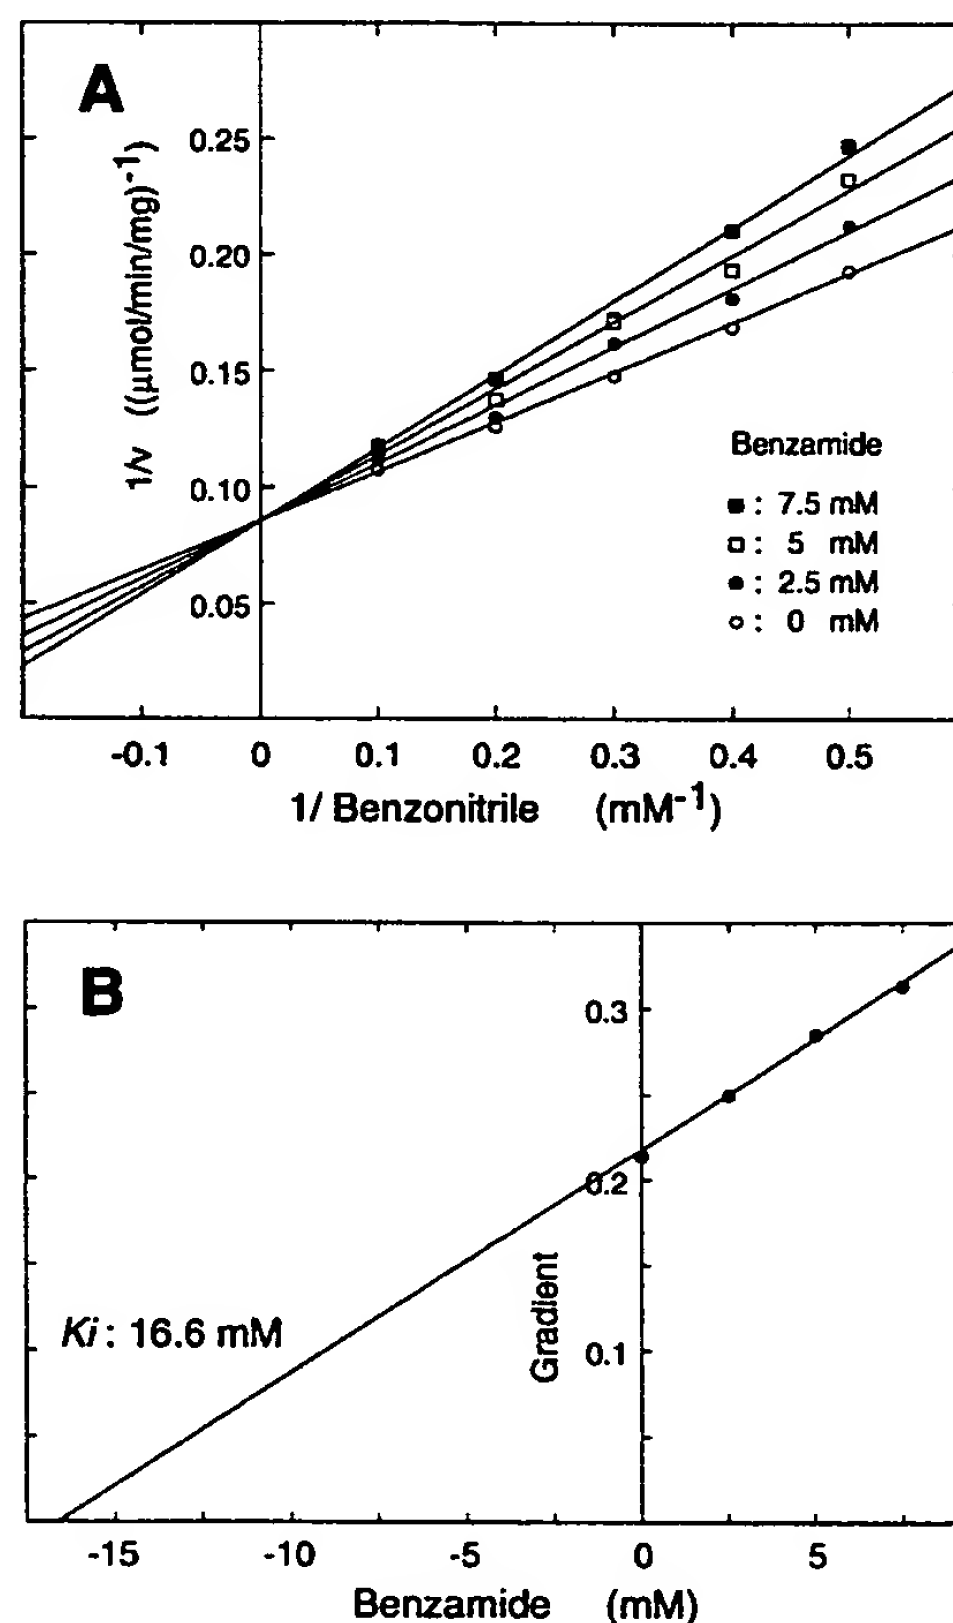 A
1/v ((µmol/min/mg)-1)
0.25
0.20
0.15
0.10
0.05
Benzamide
■ : 7.5 mM
□ : 5 mM
● : 2.5 mM
○ : 0 mM
-0.1 0 0.1 0.2 0.3 0.4 0.5
1/ Benzonitrile (mM-1)
B
0.3
0.2
0.1
Gradient
Ki : 16.6 mM
-15 -10 -5 0 5
Benzamide (mM)